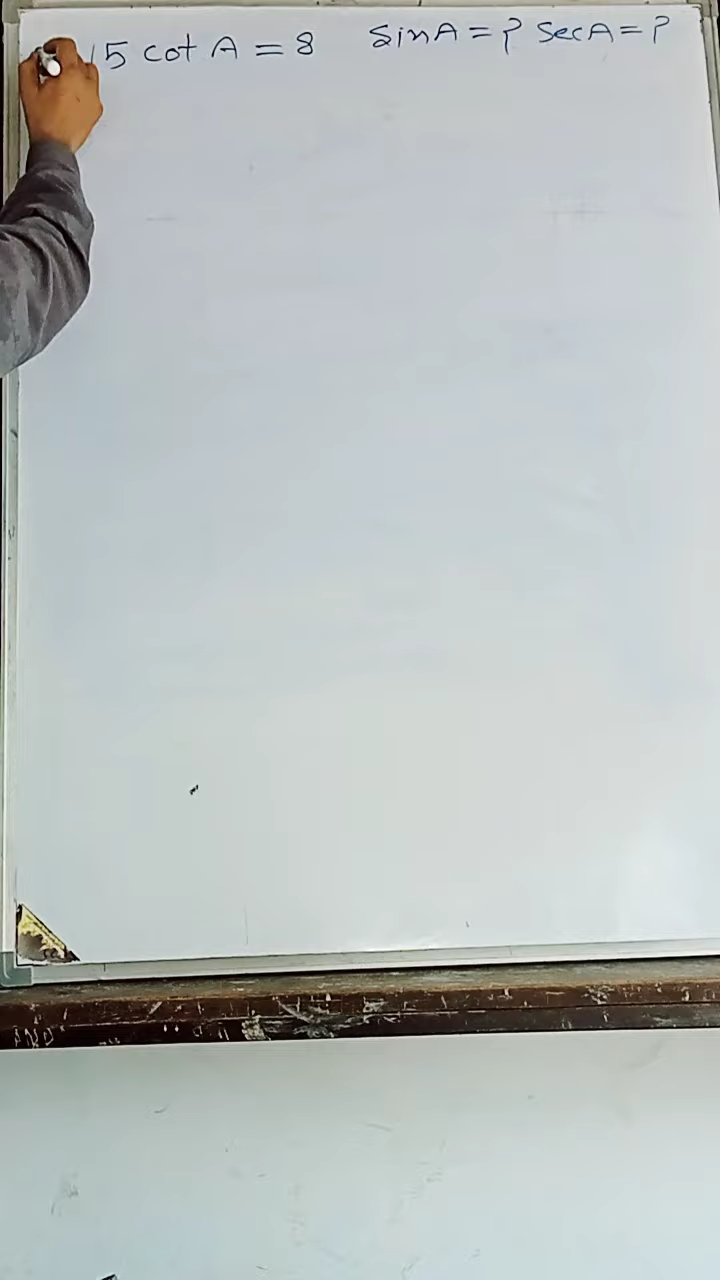 15 cot A = 8 sinA = ? secA = ?